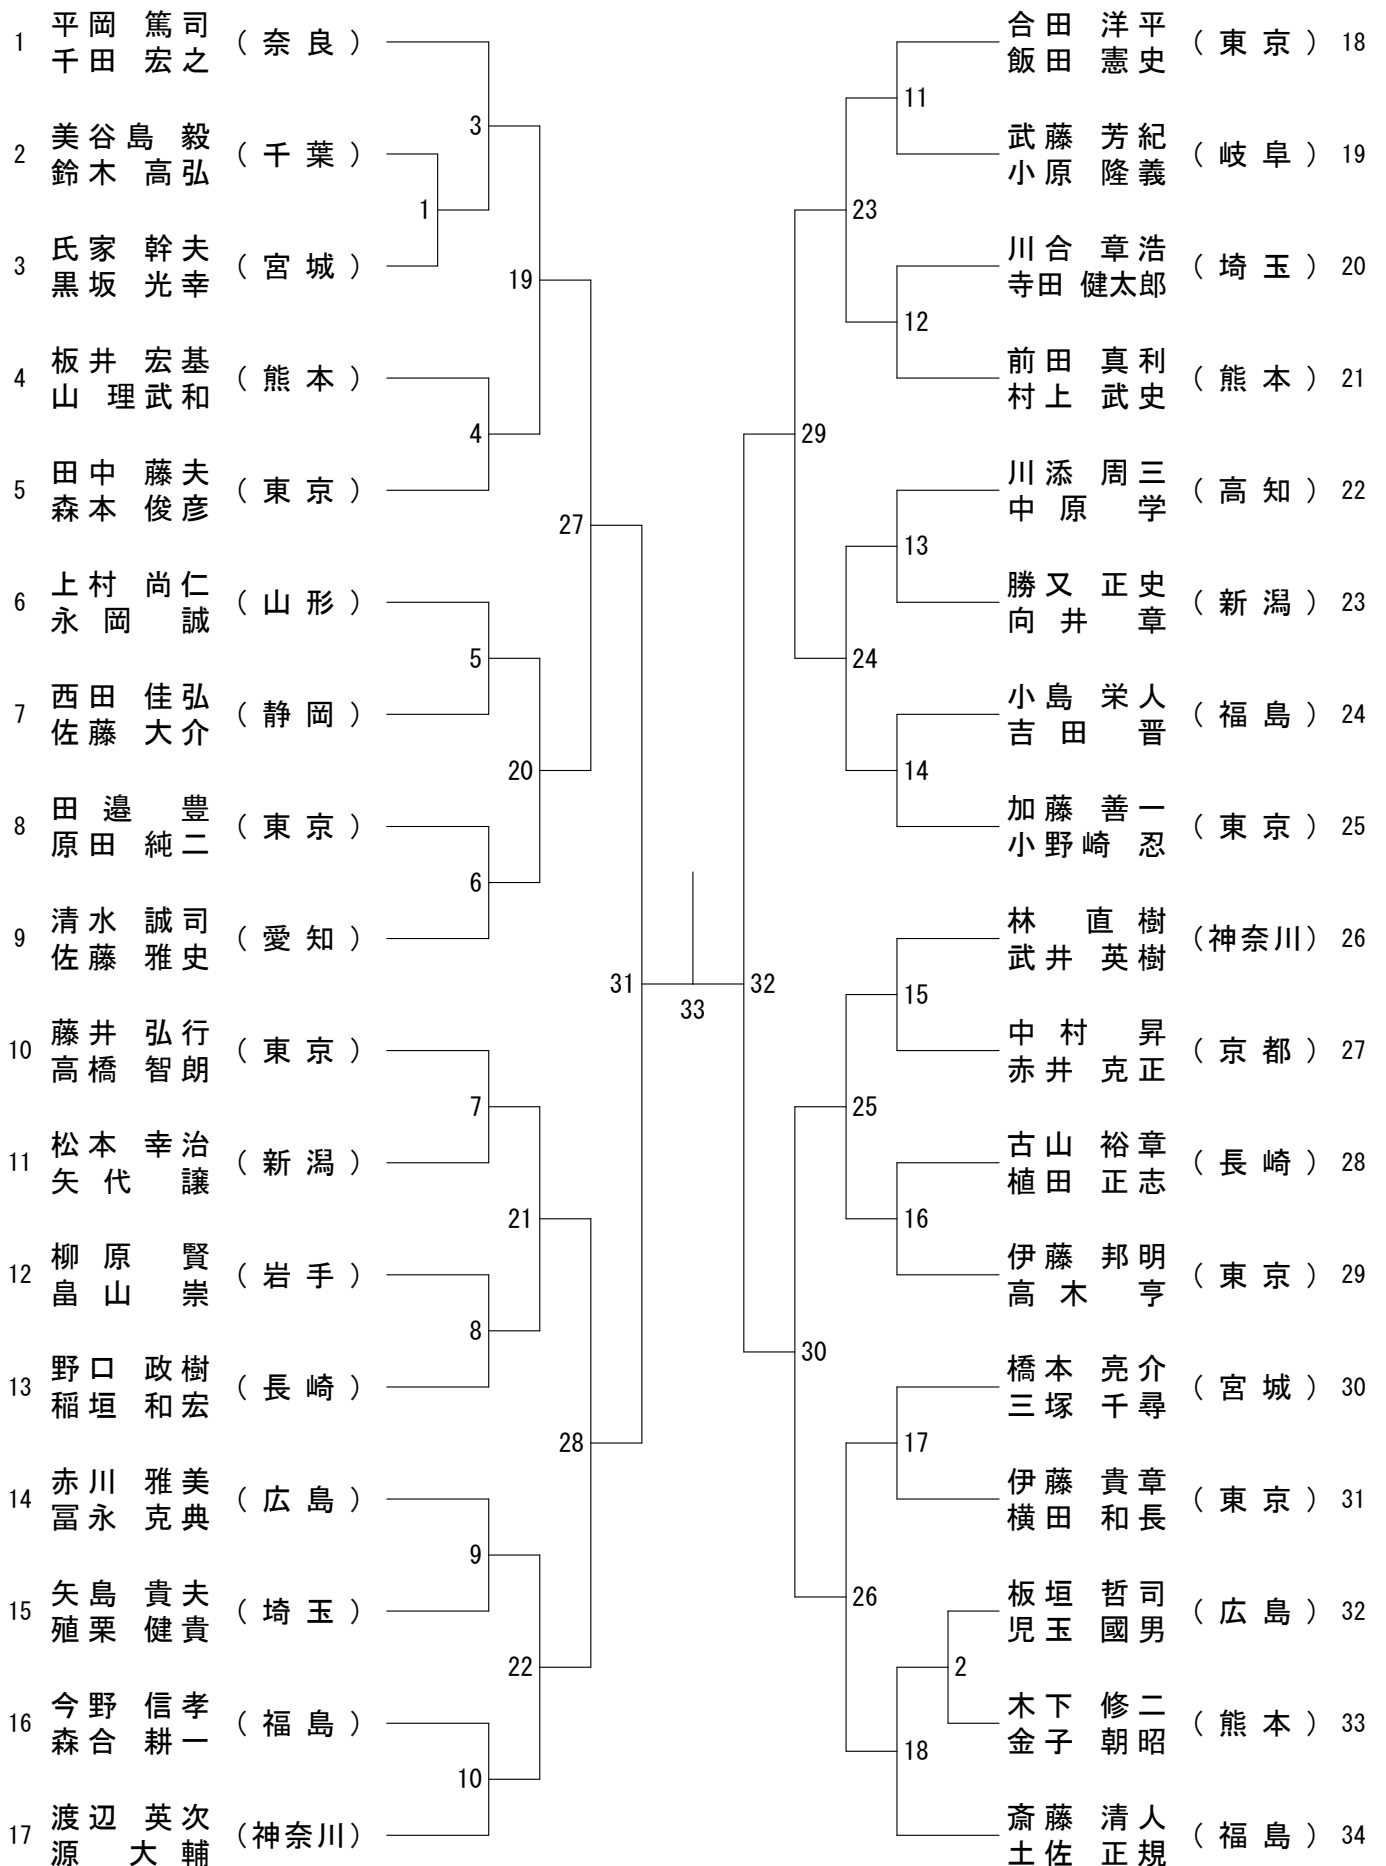 1 平岡 篤司 (奈良)
千田 宏之
2 美谷島 毅 (千葉)
鈴木 高弘
3 氏家 幹夫 (宮城)
黒坂 光幸
4 板井 宏基 (熊本)
山 理武和
5 田中 藤夫 (東京)
森本 俊彦
6 上村 尚仁 (山形)
永岡 誠
7 西田 佳弘 (静岡)
佐藤 大介
8 田邉 豊 (東京)
原田 純二
9 清水 誠司 (愛知)
佐藤 雅史
10 藤井 弘行 (東京)
高橋 智朗
11 松本 幸治 (新潟)
矢代 譲
12 柳原 賢 (岩手)
畠山 崇
13 野口 政樹 (長崎)
稲垣 和宏
14 赤川 雅美 (広島)
冨永 克典
15 矢島 貴夫 (埼玉)
殖栗 健貴
16 今野 信孝 (福島)
森合 耕一
17 渡辺 英次 (神奈川)
源 大輔
3
1
19
4
27
5
20
6
31
7
21
8
28
9
22
10
33
32
11
23
12
29
13
24
14
15
25
16
30
17
26
2
18
合田 洋平 (東京) 18
飯田 憲史
武藤 芳紀 (岐阜) 19
小原 隆義
川合 章浩 (埼玉) 20
寺田 健太郎
前田 真利 (熊本) 21
村上 武史
川添 周三 (高知) 22
中原 学
勝又 正史 (新潟) 23
向井 章
小島 栄人 (福島) 24
吉田 晋
加藤 善一 (東京) 25
小野崎 忍
林 直樹 (神奈川) 26
武井 英樹
中村 昇 (京都) 27
赤井 克正
古山 裕章 (長崎) 28
植田 正志
伊藤 邦明 (東京) 29
高木 亨
橋本 亮介 (宮城) 30
三塚 千尋
伊藤 貴章 (東京) 31
横田 和長
板垣 哲司 (広島) 32
児玉 國男
木下 修二 (熊本) 33
金子 朝昭
斎藤 清人 (福島) 34
土佐 正規